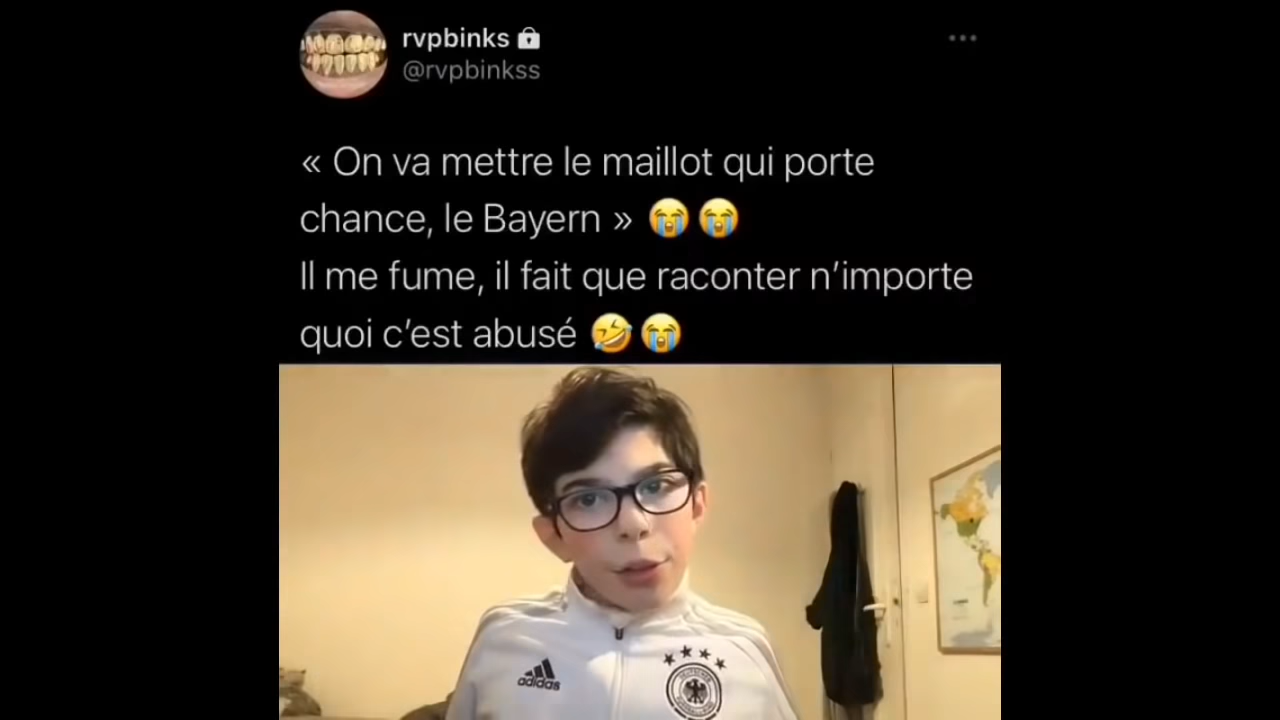 rvpbinks
@rvpbinkss
« On va mettre le maillot qui porte
chance, le Bayern » 😭😭
Il me fume, il fait que raconter n’importe
quoi c’est abusé 🤣😭
adidas